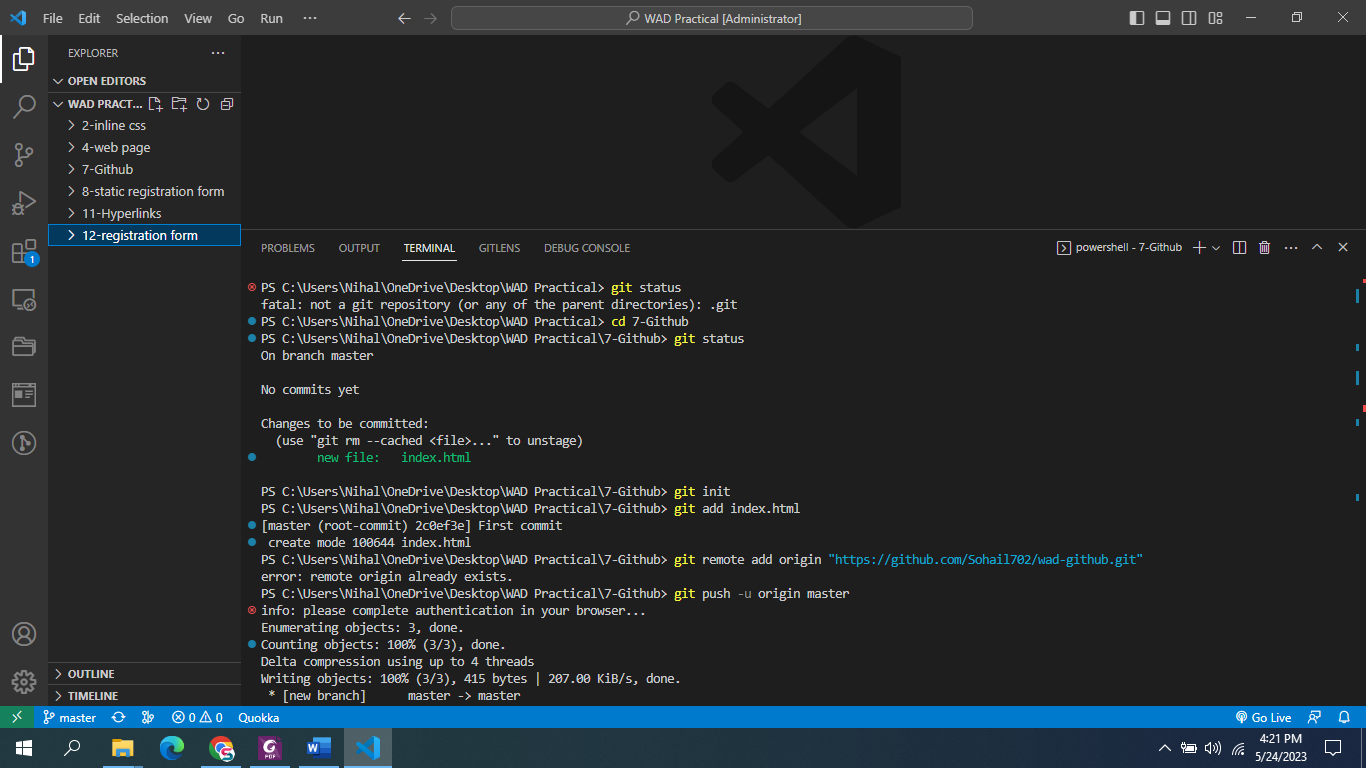 File Edit Selection View Go Run ··· WAD Practical [Administrator]
EXPLORER ···
OPEN EDITORS
WAD PRACT...
2-inline css
4-web page
7-Github
8-static registration form
11-Hyperlinks
12-registration form
OUTLINE
TIMELINE
PROBLEMS OUTPUT TERMINAL GITLENS DEBUG CONSOLE powershell - 7-Github
PS C:\Users\Nihal\OneDrive\Desktop\WAD Practical> git status
fatal: not a git repository (or any of the parent directories): .git
PS C:\Users\Nihal\OneDrive\Desktop\WAD Practical> cd 7-Github
PS C:\Users\Nihal\OneDrive\Desktop\WAD Practical\7-Github> git status
On branch master
No commits yet
Changes to be committed:
(use "git rm --cached <file>..." to unstage)
new file: index.html
PS C:\Users\Nihal\OneDrive\Desktop\WAD Practical\7-Github> git init
PS C:\Users\Nihal\OneDrive\Desktop\WAD Practical\7-Github> git add index.html
[master (root-commit) 2c0ef3e] First commit
create mode 100644 index.html
PS C:\Users\Nihal\OneDrive\Desktop\WAD Practical\7-Github> git remote add origin "https://github.com/Sohail702/wad-github.git"
error: remote origin already exists.
PS C:\Users\Nihal\OneDrive\Desktop\WAD Practical\7-Github> git push -u origin master
info: please complete authentication in your browser...
Enumerating objects: 3, done.
Counting objects: 100% (3/3), done.
Delta compression using up to 4 threads
Writing objects: 100% (3/3), 415 bytes | 207.00 KiB/s, done.
* [new branch] master -> master
1
master 0 0 Quokka Go Live
PDF
4:21 PM
5/24/2023